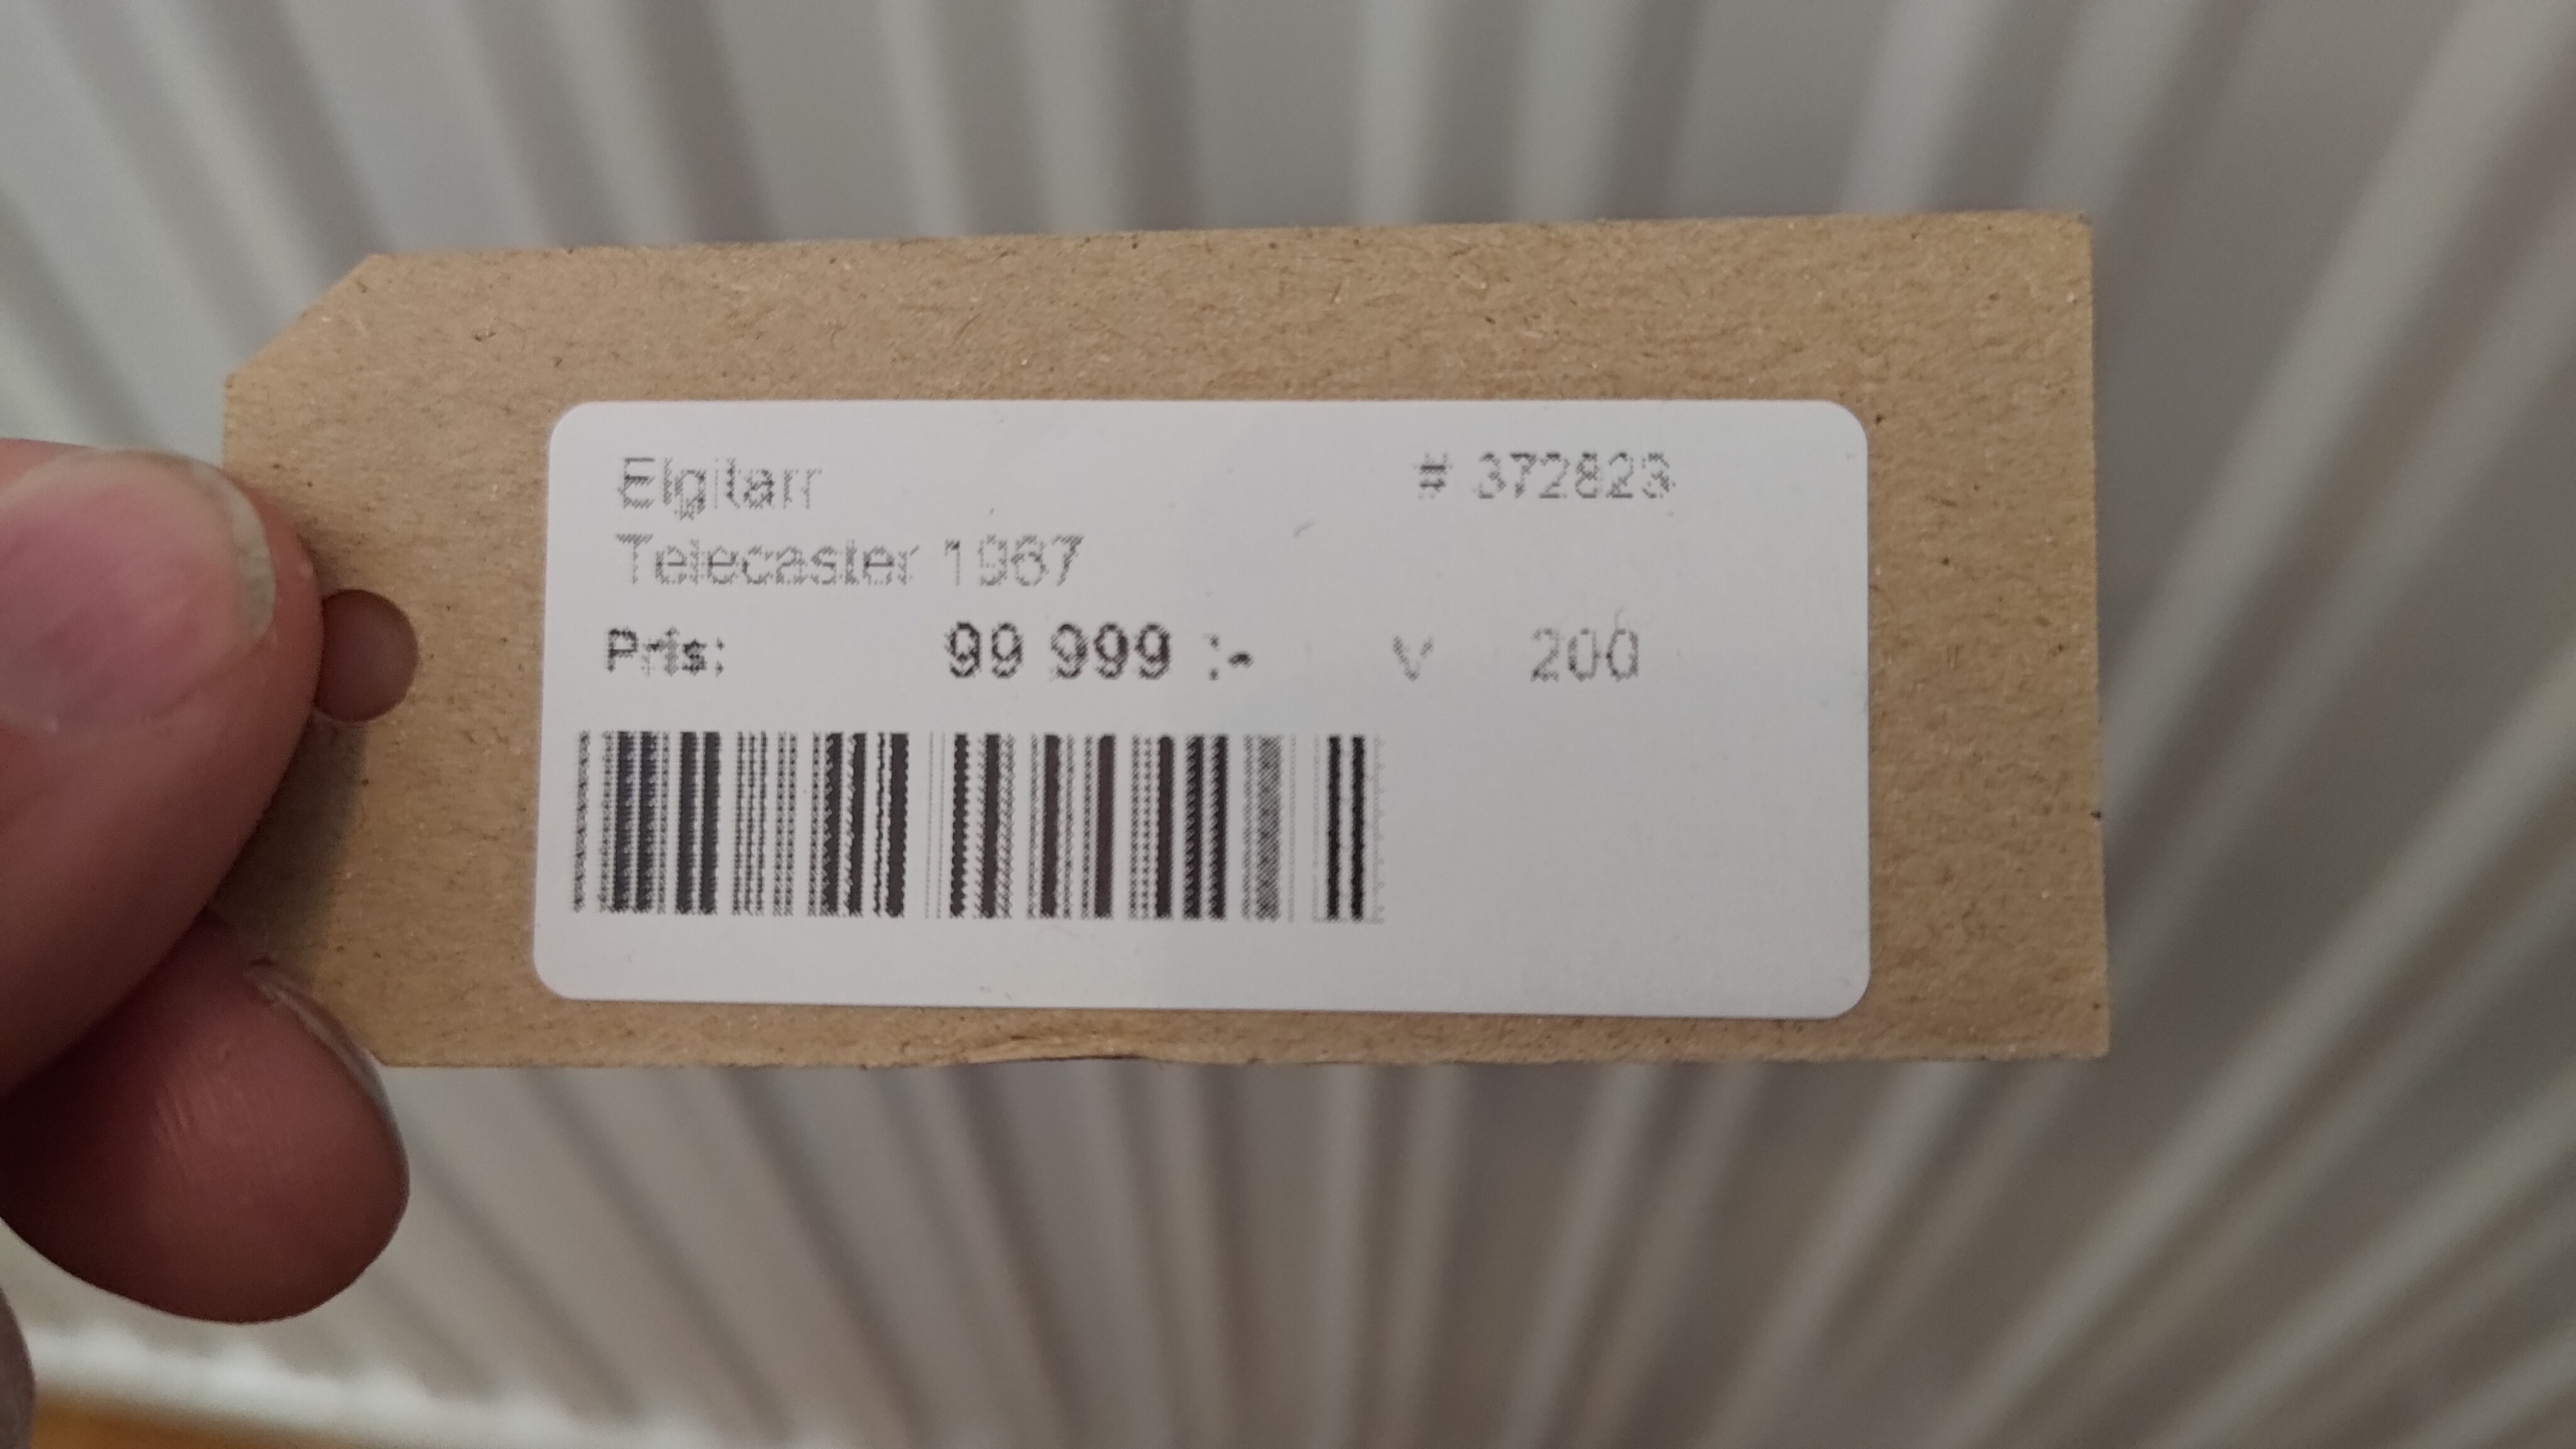 Elgitarr # 372823
Telecaster 1967
Pris: 99 999 :- V 200